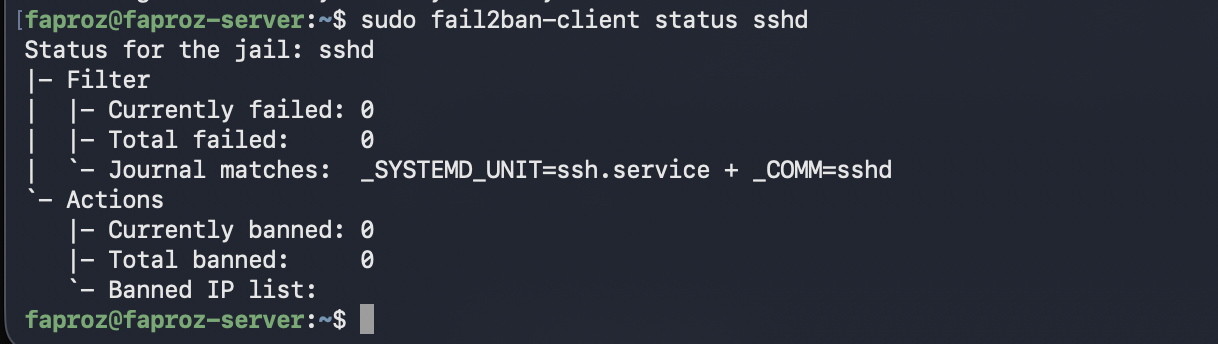 [faproz@faproz-server:~$ sudo fail2ban-client status sshd
Status for the jail: sshd
|- Filter
|  |- Currently failed: 0
|  |- Total failed:     0
|  `- Journal matches:  _SYSTEMD_UNIT=ssh.service + _COMM=sshd
`- Actions
   |- Currently banned: 0
   |- Total banned:     0
   `- Banned IP list:
faproz@faproz-server:~$